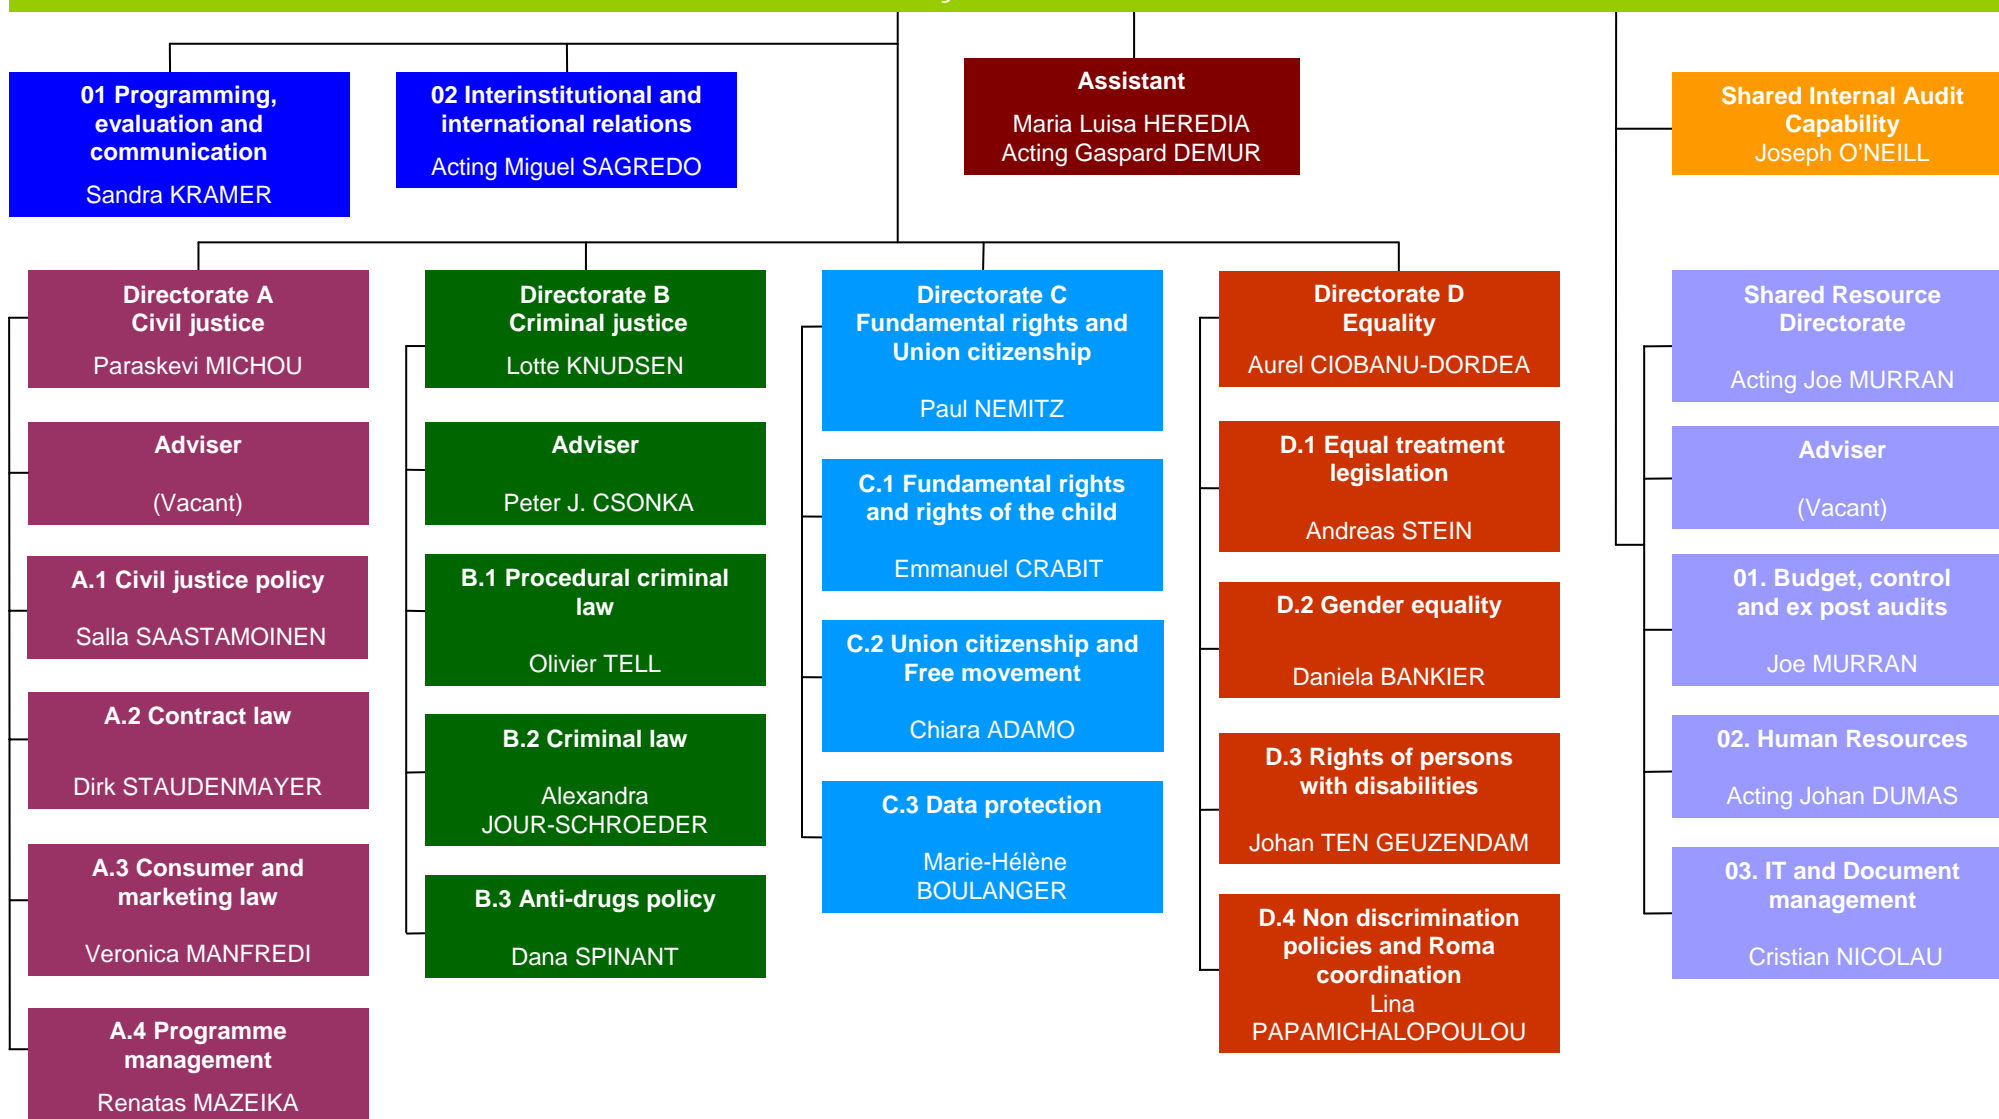 01 Programming,
evaluation and
communication
Sandra KRAMER
02 Interinstitutional and
international relations
Acting Miguel SAGREDO
Assistant
Maria Luisa HEREDIA
Acting Gaspard DEMUR
Shared Internal Audit
Capability
Joseph O’NEILL
Directorate A
Civil justice
Paraskevi MICHOU
Adviser
(Vacant)
A.1 Civil justice policy
Salla SAASTAMOINEN
A.2 Contract law
Dirk STAUDENMAYER
A.3 Consumer and
marketing law
Veronica MANFREDI
A.4 Programme
management
Renatas MAZEIKA
Directorate B
Criminal justice
Lotte KNUDSEN
Adviser
Peter J. CSONKA
B.1 Procedural criminal
law
Olivier TELL
B.2 Criminal law
Alexandra
JOUR-SCHROEDER
B.3 Anti-drugs policy
Dana SPINANT
Directorate C
Fundamental rights and
Union citizenship
Paul NEMITZ
C.1 Fundamental rights
and rights of the child
Emmanuel CRABIT
C.2 Union citizenship and
Free movement
Chiara ADAMO
C.3 Data protection
Marie-Hélène
BOULANGER
Directorate D
Equality
Aurel CIOBANU-DORDEA
D.1 Equal treatment
legislation
Andreas STEIN
D.2 Gender equality
Daniela BANKIER
D.3 Rights of persons
with disabilities
Johan TEN GEUZENDAM
D.4 Non discrimination
policies and Roma
coordination
Lina
PAPAMICHALOPOULOU
Shared Resource
Directorate
Acting Joe MURRAN
Adviser
(Vacant)
01. Budget, control
and ex post audits
Joe MURRAN
02. Human Resources
Acting Johan DUMAS
03. IT and Document
management
Cristian NICOLAU